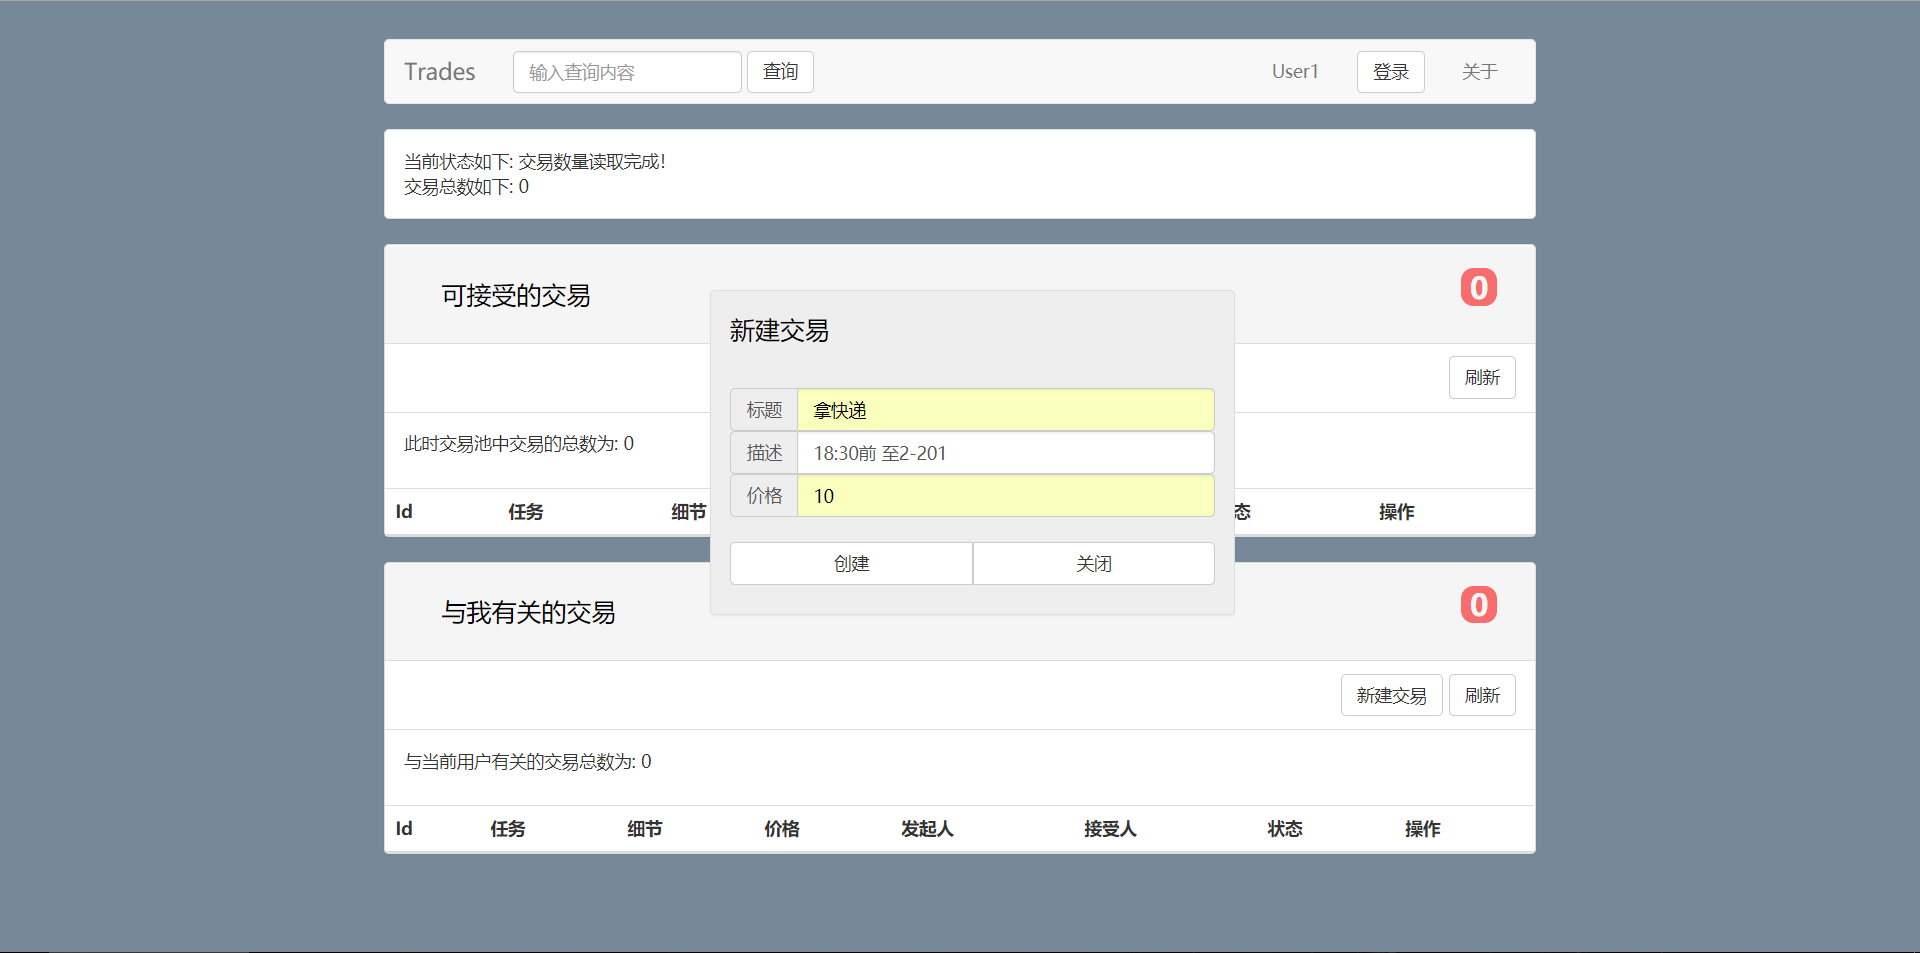 Trades 输入查询内容 查询 User1 登录 关于
当前状态如下: 交易数量读取完成!
交易总数如下: 0
可接受的交易 0
刷新
此时交易池中交易的总数为: 0
Id 任务 细节 态 操作
新建交易
标题 拿快递
描述 18:30前 至2-201
价格 10
创建 关闭
与我有关的交易 0
新建交易 刷新
与当前用户有关的交易总数为: 0
Id 任务 细节 价格 发起人 接受人 状态 操作